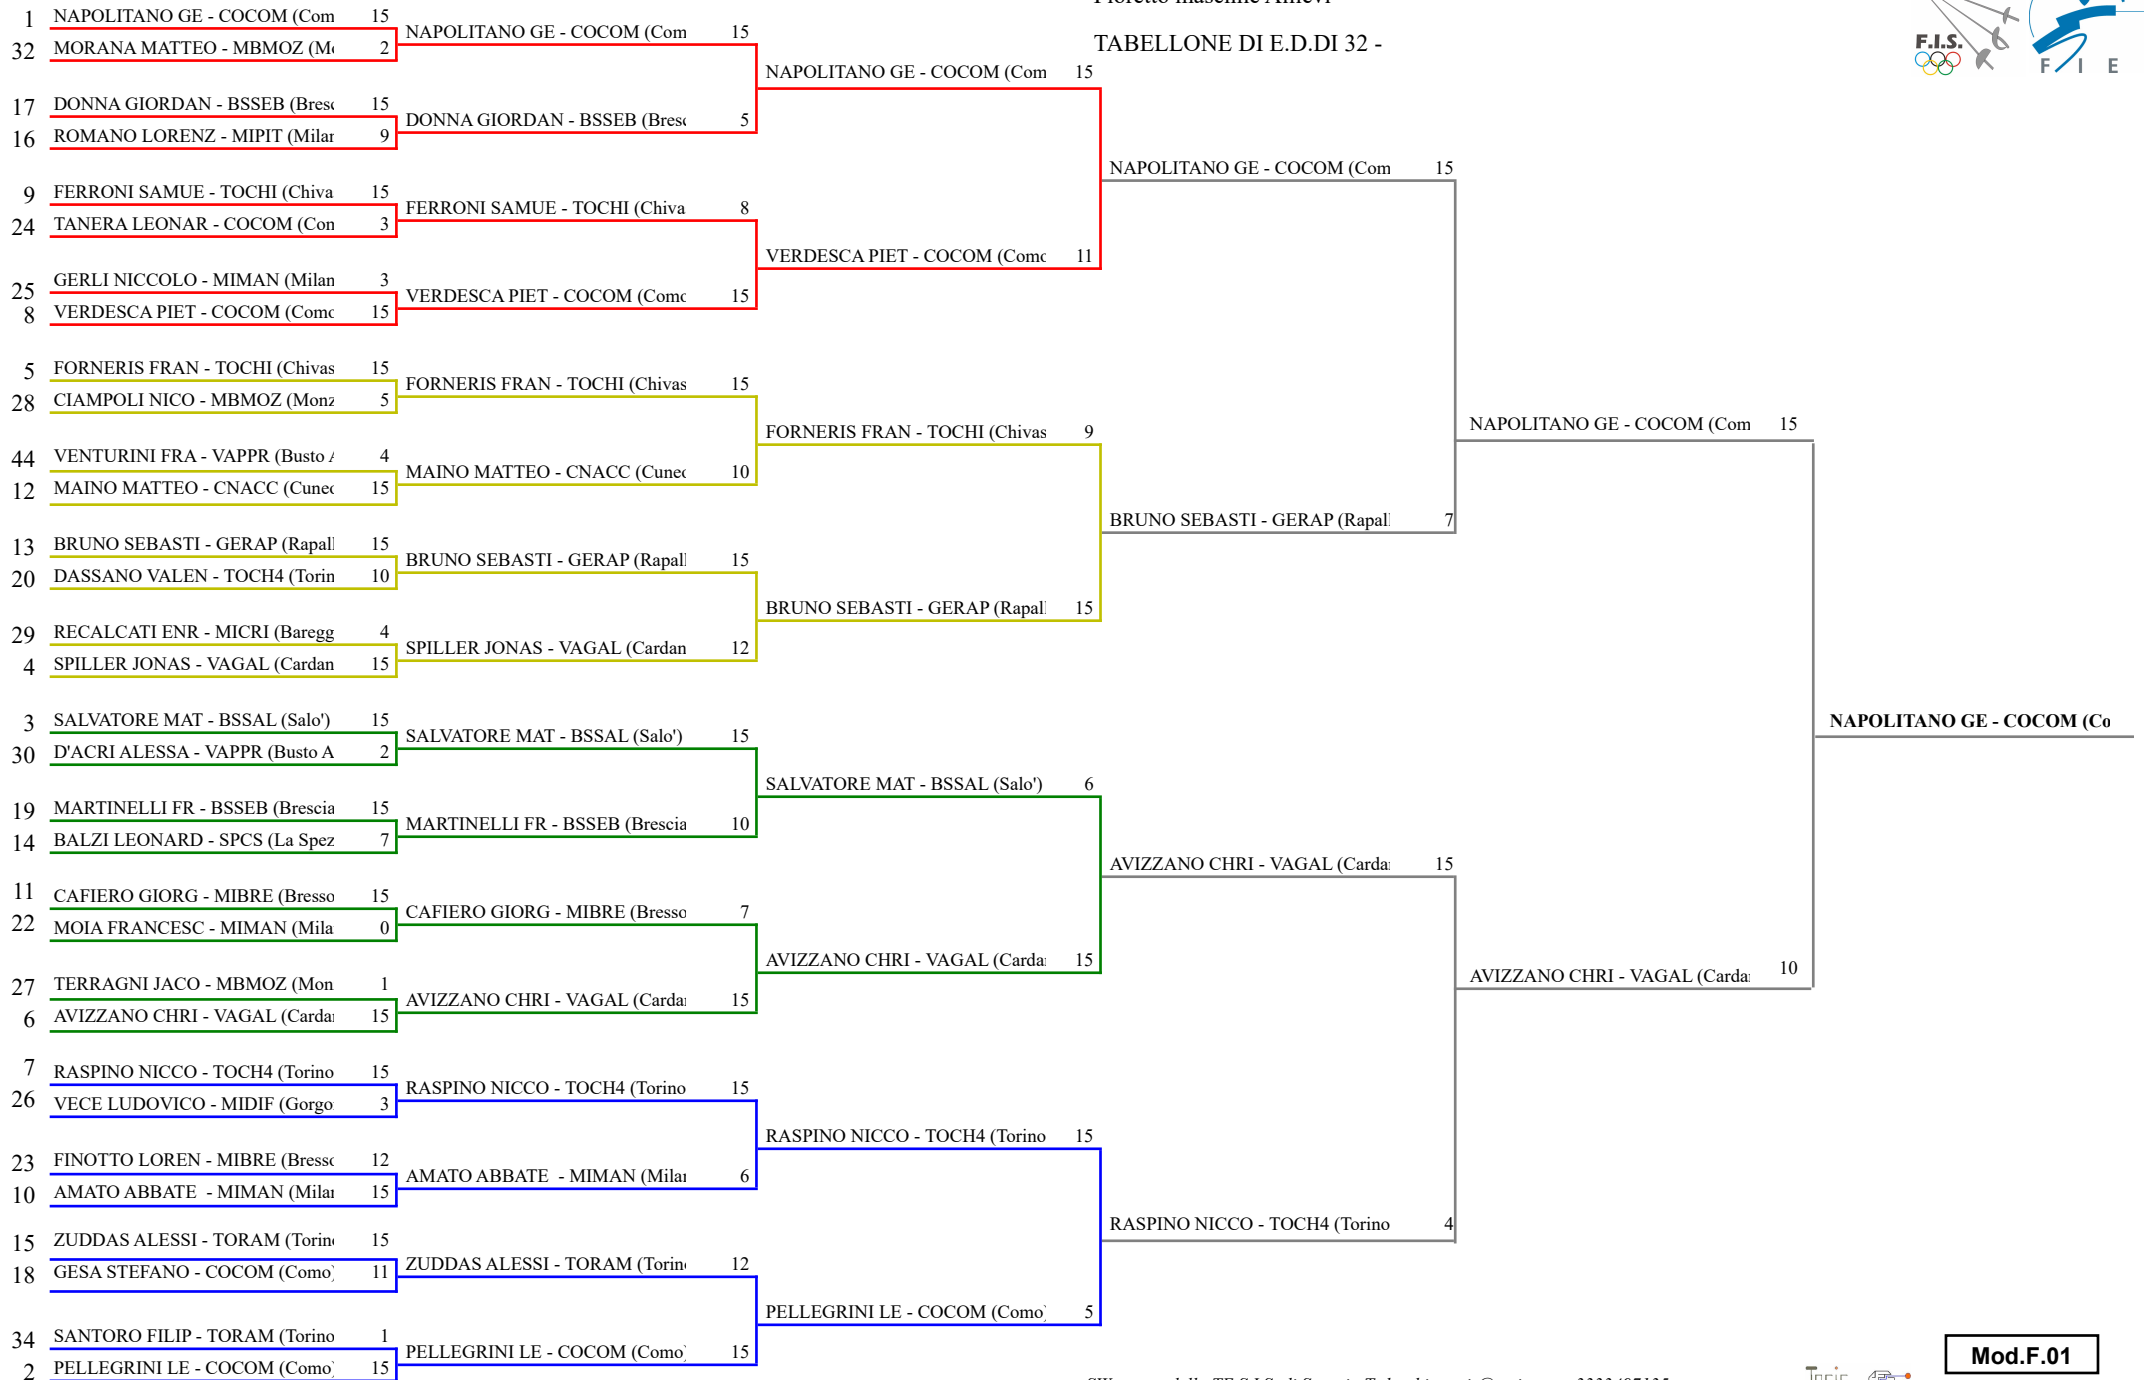 TABELLONE DI E.D.DI 32 -
F.I.S.
F I E
1 NAPOLITANO GE - COCOM (Com 15
32 MORANA MATTEO - MBMOZ (M 2
17 DONNA GIORDAN - BSSEB (Bres 15
16 ROMANO LORENZ - MIPIT (Mila 9
9 FERRONI SAMUE - TOCHI (Chiva 15
24 TANERA LEONAR - COCOM (Con 3
25 GERLI NICCOLO - MIMAN (Milan 3
8 VERDESCA PIET - COCOM (Como 15
5 FORNERIS FRAN - TOCHI (Chivas 15
28 CIAMPOLI NICO - MBMOZ (Monz 5
44 VENTURINI FRA - VAPPR (Busto A 4
12 MAINO MATTEO - CNACC (Cuneo 15
13 BRUNO SEBASTI - GERAP (Rapall 15
20 DASSANO VALEN - TOCH4 (Torin 10
29 RECALCATI ENR - MICRI (Baregg 4
4 SPILLER JONAS - VAGAL (Cardan 15
3 SALVATORE MAT - BSSAL (Salo') 15
30 D'ACRI ALESSA - VAPPR (Busto A 2
19 MARTINELLI FR - BSSEB (Brescia 15
14 BALZI LEONARD - SPCS (La Spez 7
11 CAFIERO GIORG - MIBRE (Bresso 15
22 MOIA FRANCESC - MIMAN (Mila 0
27 TERRAGNI JACO - MBMOZ (Mon 1
6 AVIZZANO CHRI - VAGAL (Carda 15
7 RASPINO NICCO - TOCH4 (Torino 15
26 VECE LUDOVICO - MIDIF (Gorgo 3
23 FINOTTO LOREN - MIBRE (Bresso 12
10 AMATO ABBATE - MIMAN (Mila 15
15 ZUDDAS ALESSI - TORAM (Torin 15
18 GESA STEFANO - COCOM (Como) 11
34 SANTORO FILIP - TORAM (Torino 1
2 PELLEGRINI LE - COCOM (Como) 15
NAPOLITANO GE - COCOM (Com 15
DONNA GIORDAN - BSSEB (Bres 5
FERRONI SAMUE - TOCHI (Chiva 8
VERDESCA PIET - COCOM (Como 15
FORNERIS FRAN - TOCHI (Chivas 15
MAINO MATTEO - CNACC (Cuneo 10
BRUNO SEBASTI - GERAP (Rapall 15
SPILLER JONAS - VAGAL (Cardan 12
SALVATORE MAT - BSSAL (Salo') 15
MARTINELLI FR - BSSEB (Brescia 10
CAFIERO GIORG - MIBRE (Bresso 7
AVIZZANO CHRI - VAGAL (Carda 15
RASPINO NICCO - TOCH4 (Torino 15
AMATO ABBATE - MIMAN (Mila 6
ZUDDAS ALESSI - TORAM (Torin 12
PELLEGRINI LE - COCOM (Como) 15
NAPOLITANO GE - COCOM (Com 15
VERDESCA PIET - COCOM (Como 11
FORNERIS FRAN - TOCHI (Chivas 9
BRUNO SEBASTI - GERAP (Rapall 15
SALVATORE MAT - BSSAL (Salo') 6
AVIZZANO CHRI - VAGAL (Carda 15
RASPINO NICCO - TOCH4 (Torino 15
PELLEGRINI LE - COCOM (Como) 5
NAPOLITANO GE - COCOM (Com 15
BRUNO SEBASTI - GERAP (Rapall 7
AVIZZANO CHRI - VAGAL (Carda 15
RASPINO NICCO - TOCH4 (Torino 4
NAPOLITANO GE - COCOM (Com 15
AVIZZANO CHRI - VAGAL (Carda 10
NAPOLITANO GE - COCOM (Co
Mod.F.01